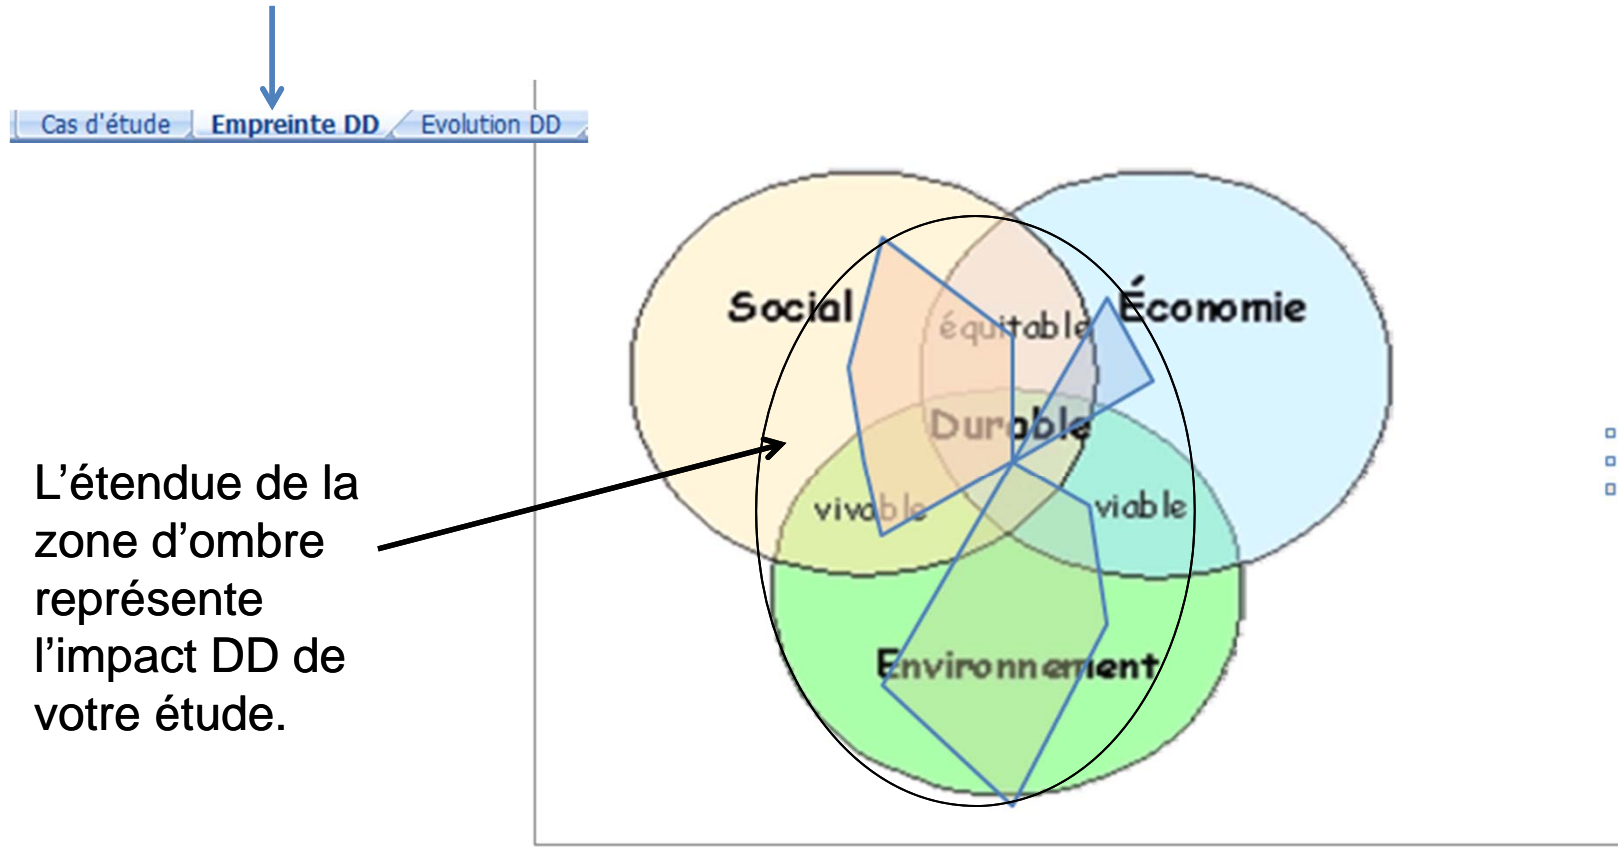 Cas d'étude Empreinte DD Evolution DD
Social
Économie
équitable
Durable
vivable
viable
Environnement
L’étendue de la
zone d’ombre
représente
l’impact DD de
votre étude.